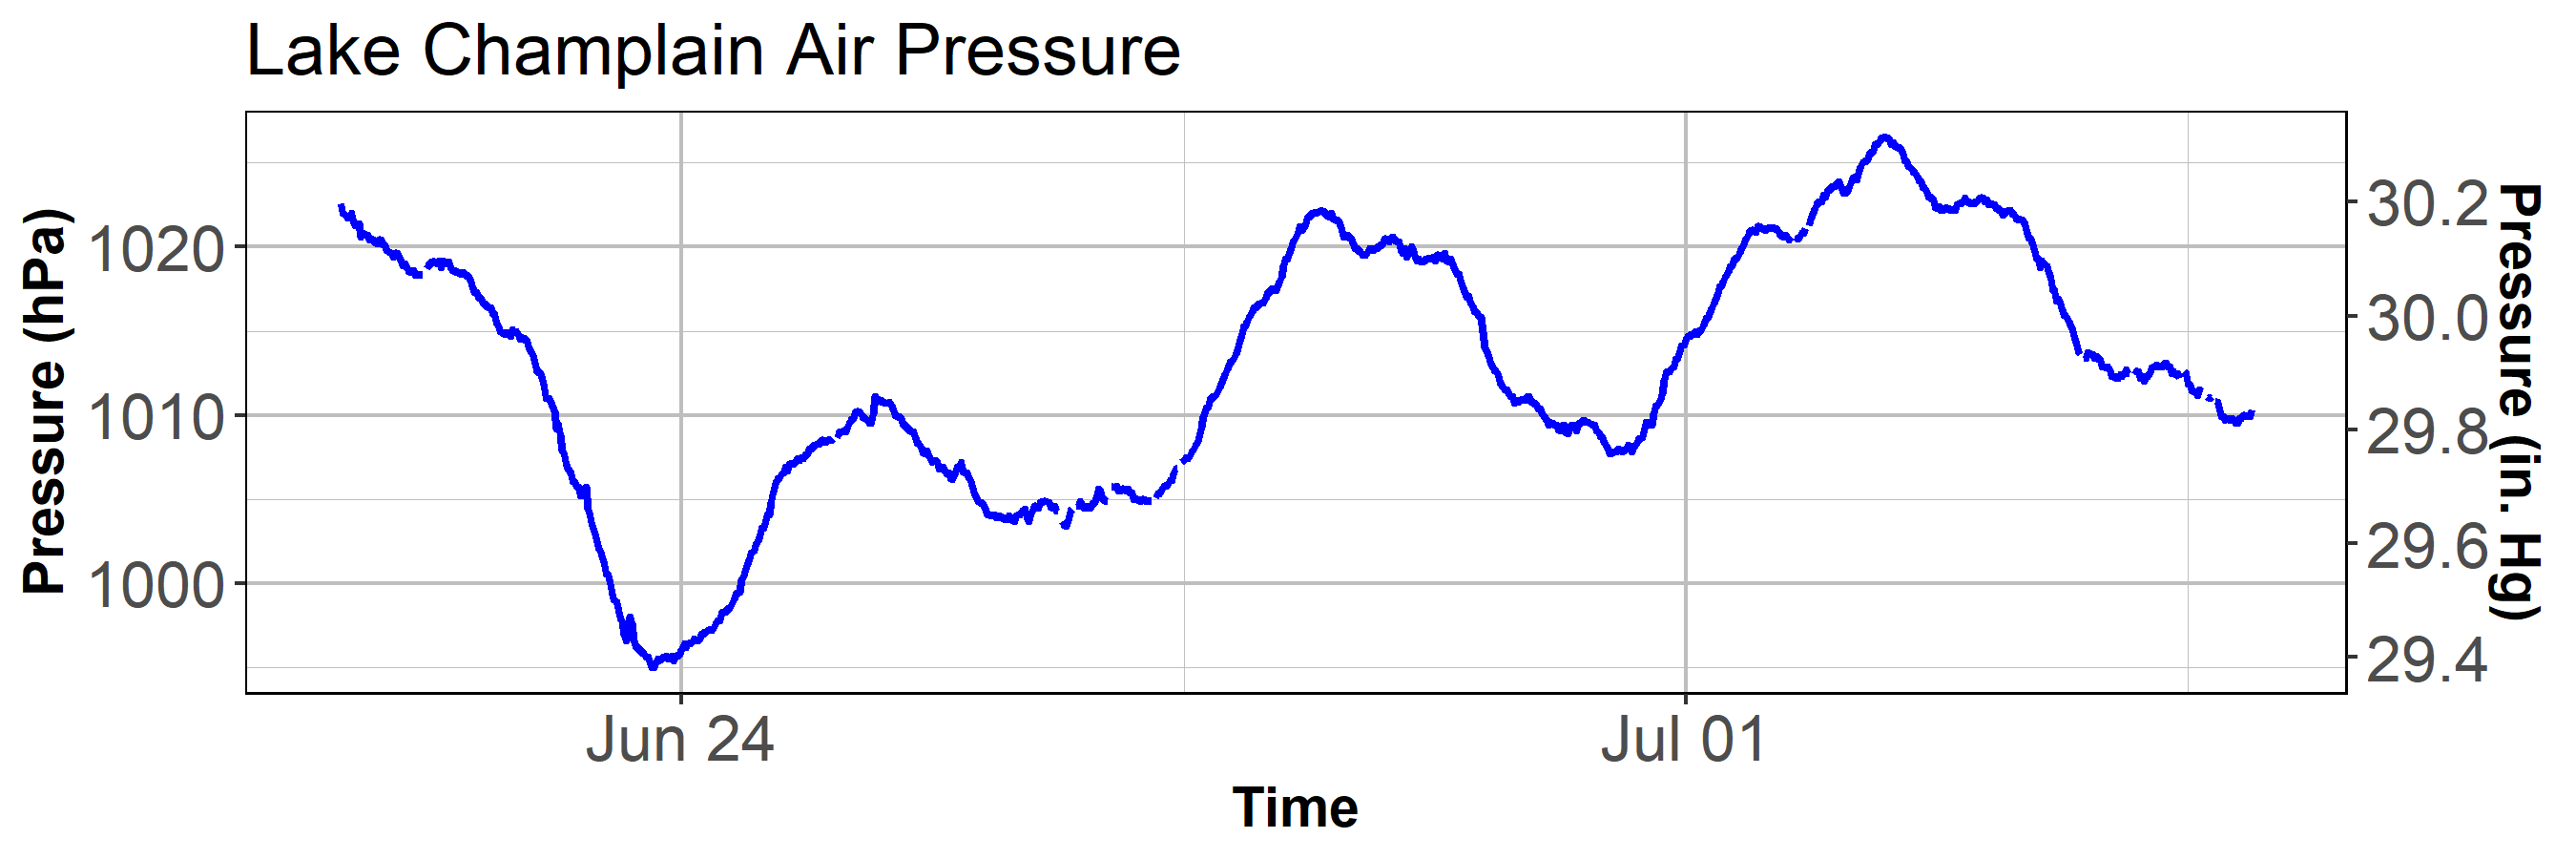 Lake Champlain Air Pressure
Pressure (hPa)
1020
1010
1000
30.2
30.0
29.8
29.6
29.4
Pressure (in. Hg)
Jun 24
Jul 01
Time